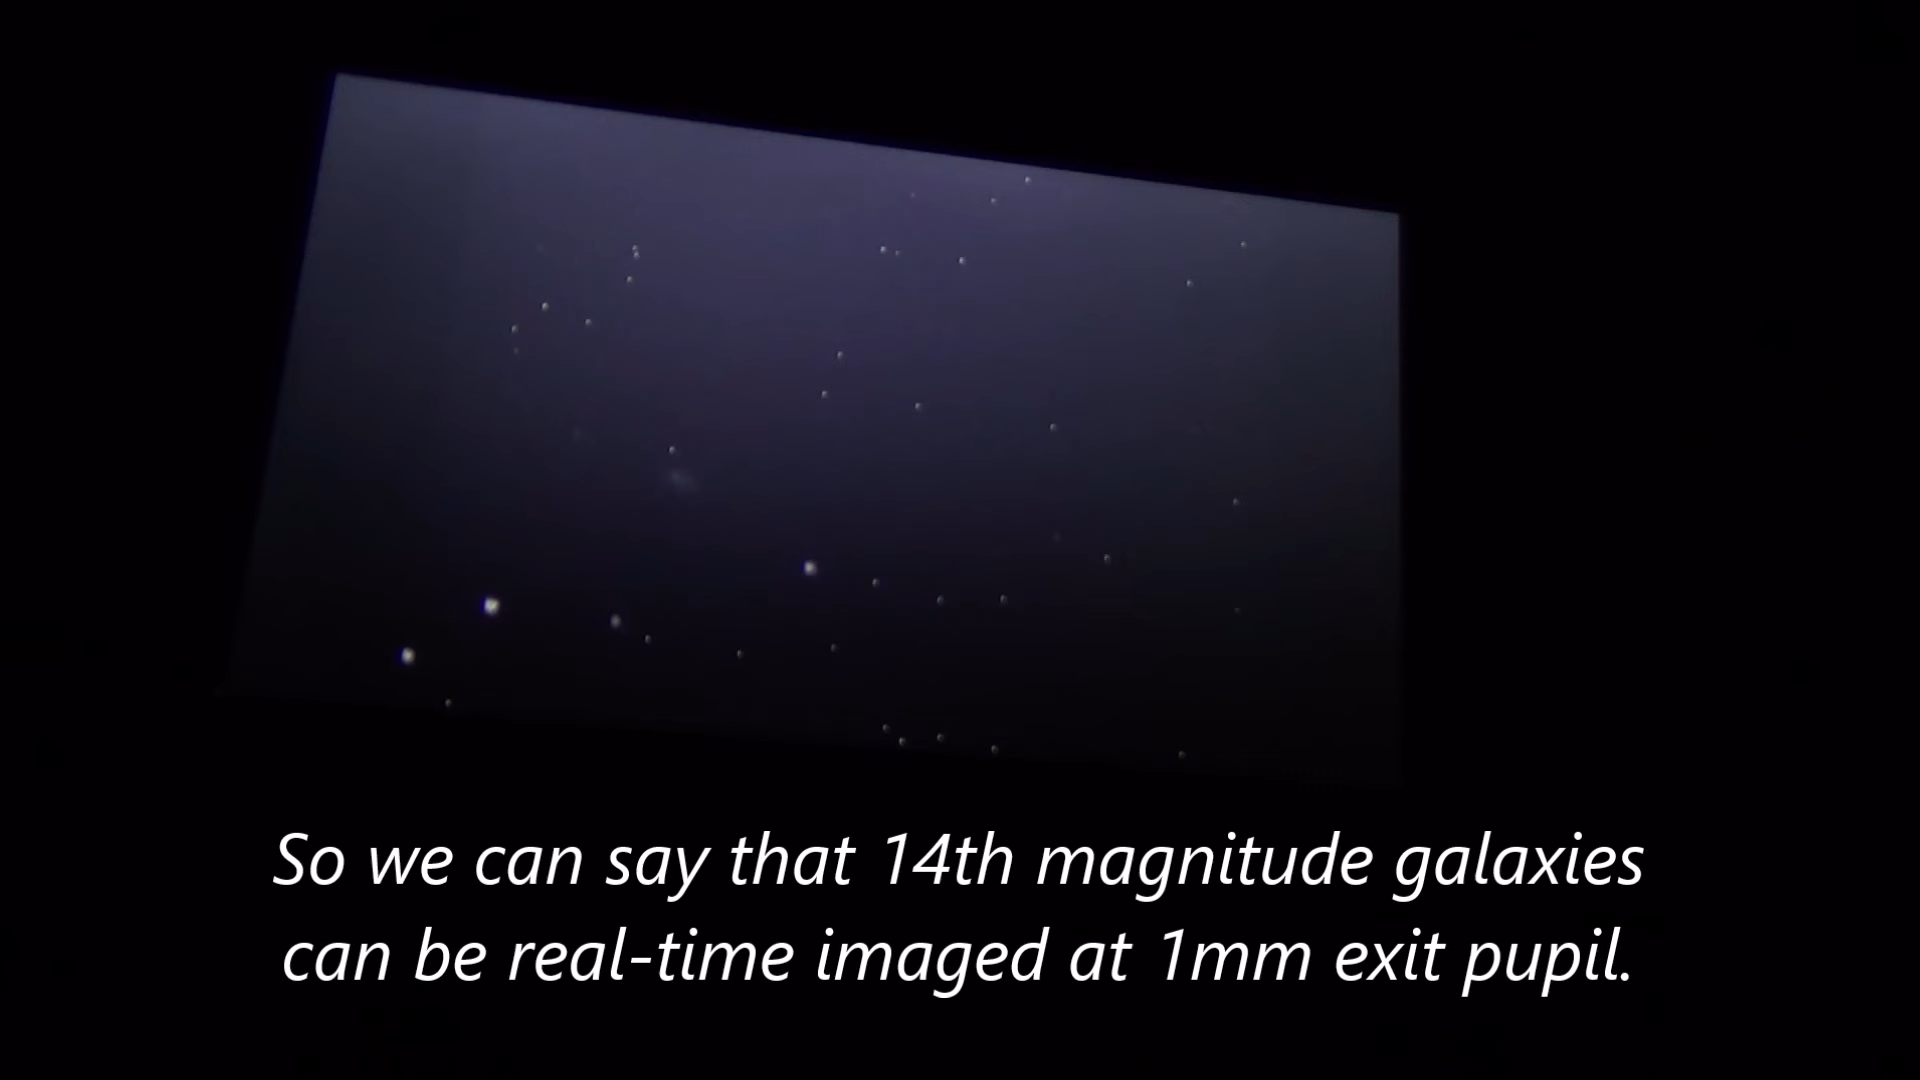 So we can say that 14th magnitude galaxies
can be real-time imaged at 1mm exit pupil.